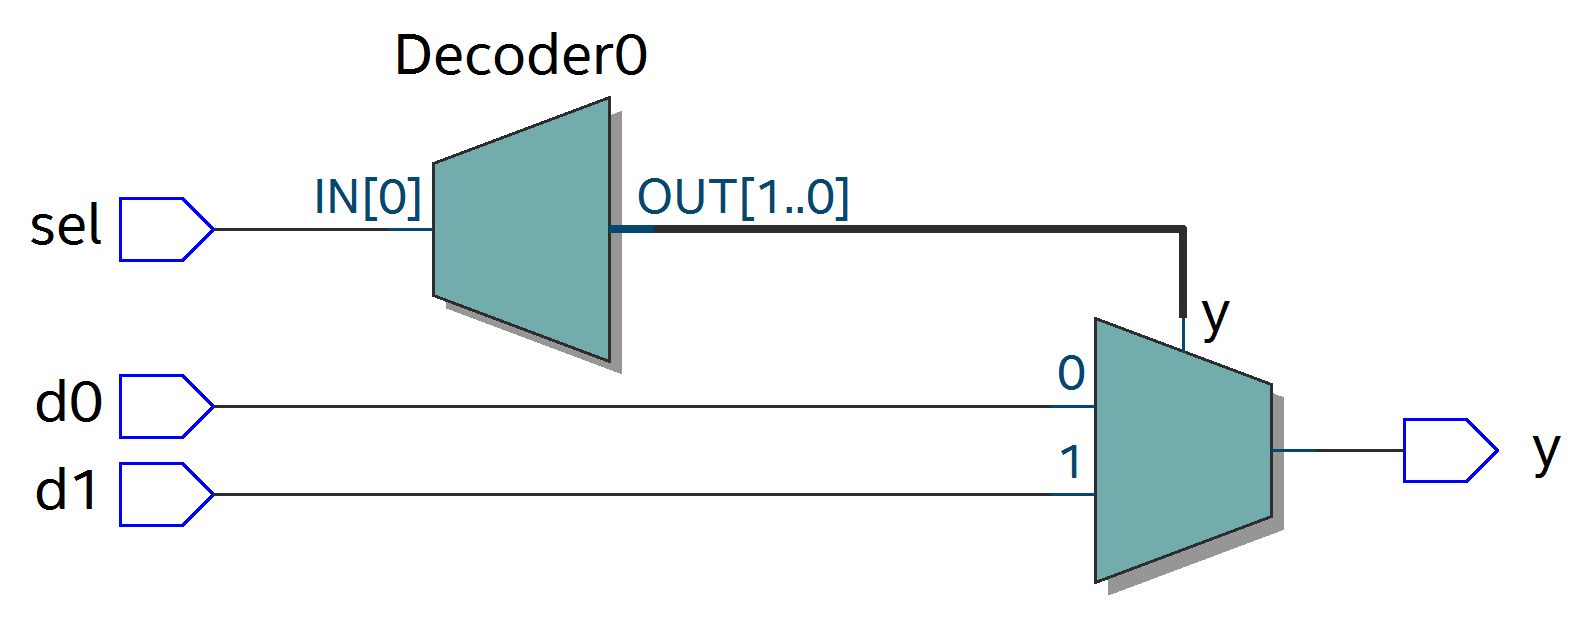 Decoder0
sel
IN[0]
OUT[1..0]
y
d0
0
d1
1
y